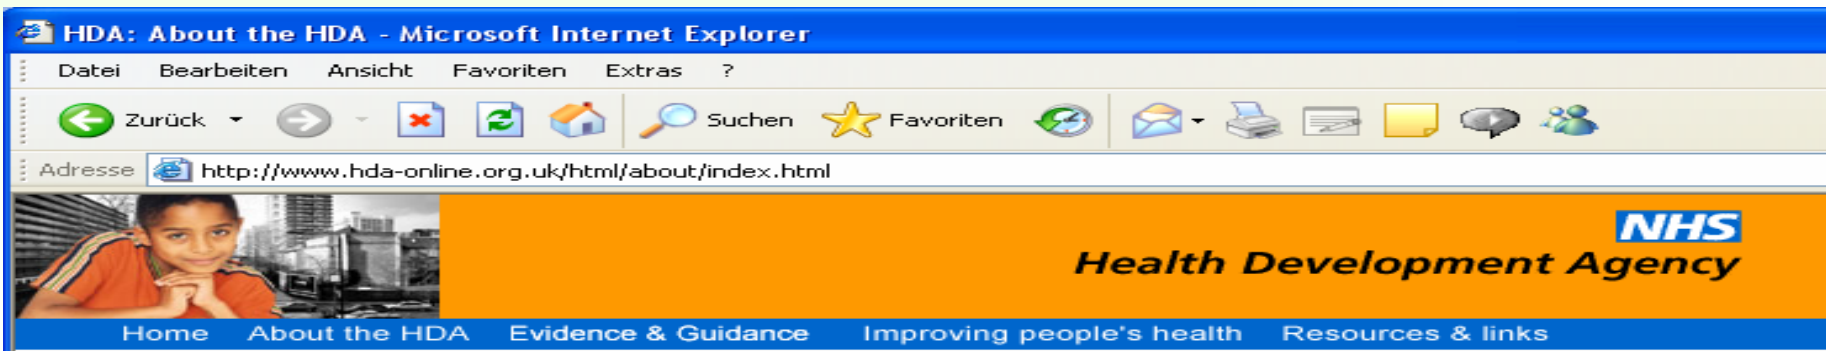 HDA: About the HDA - Microsoft Internet Explorer
Datei Bearbeiten Ansicht Favoriten Extras ?
Zurück Suchen Favoriten
Adresse http://www.hda-online.org.uk/html/about/index.html
NHS
Health Development Agency
Home About the HDA Evidence & Guidance Improving people's health Resources & links